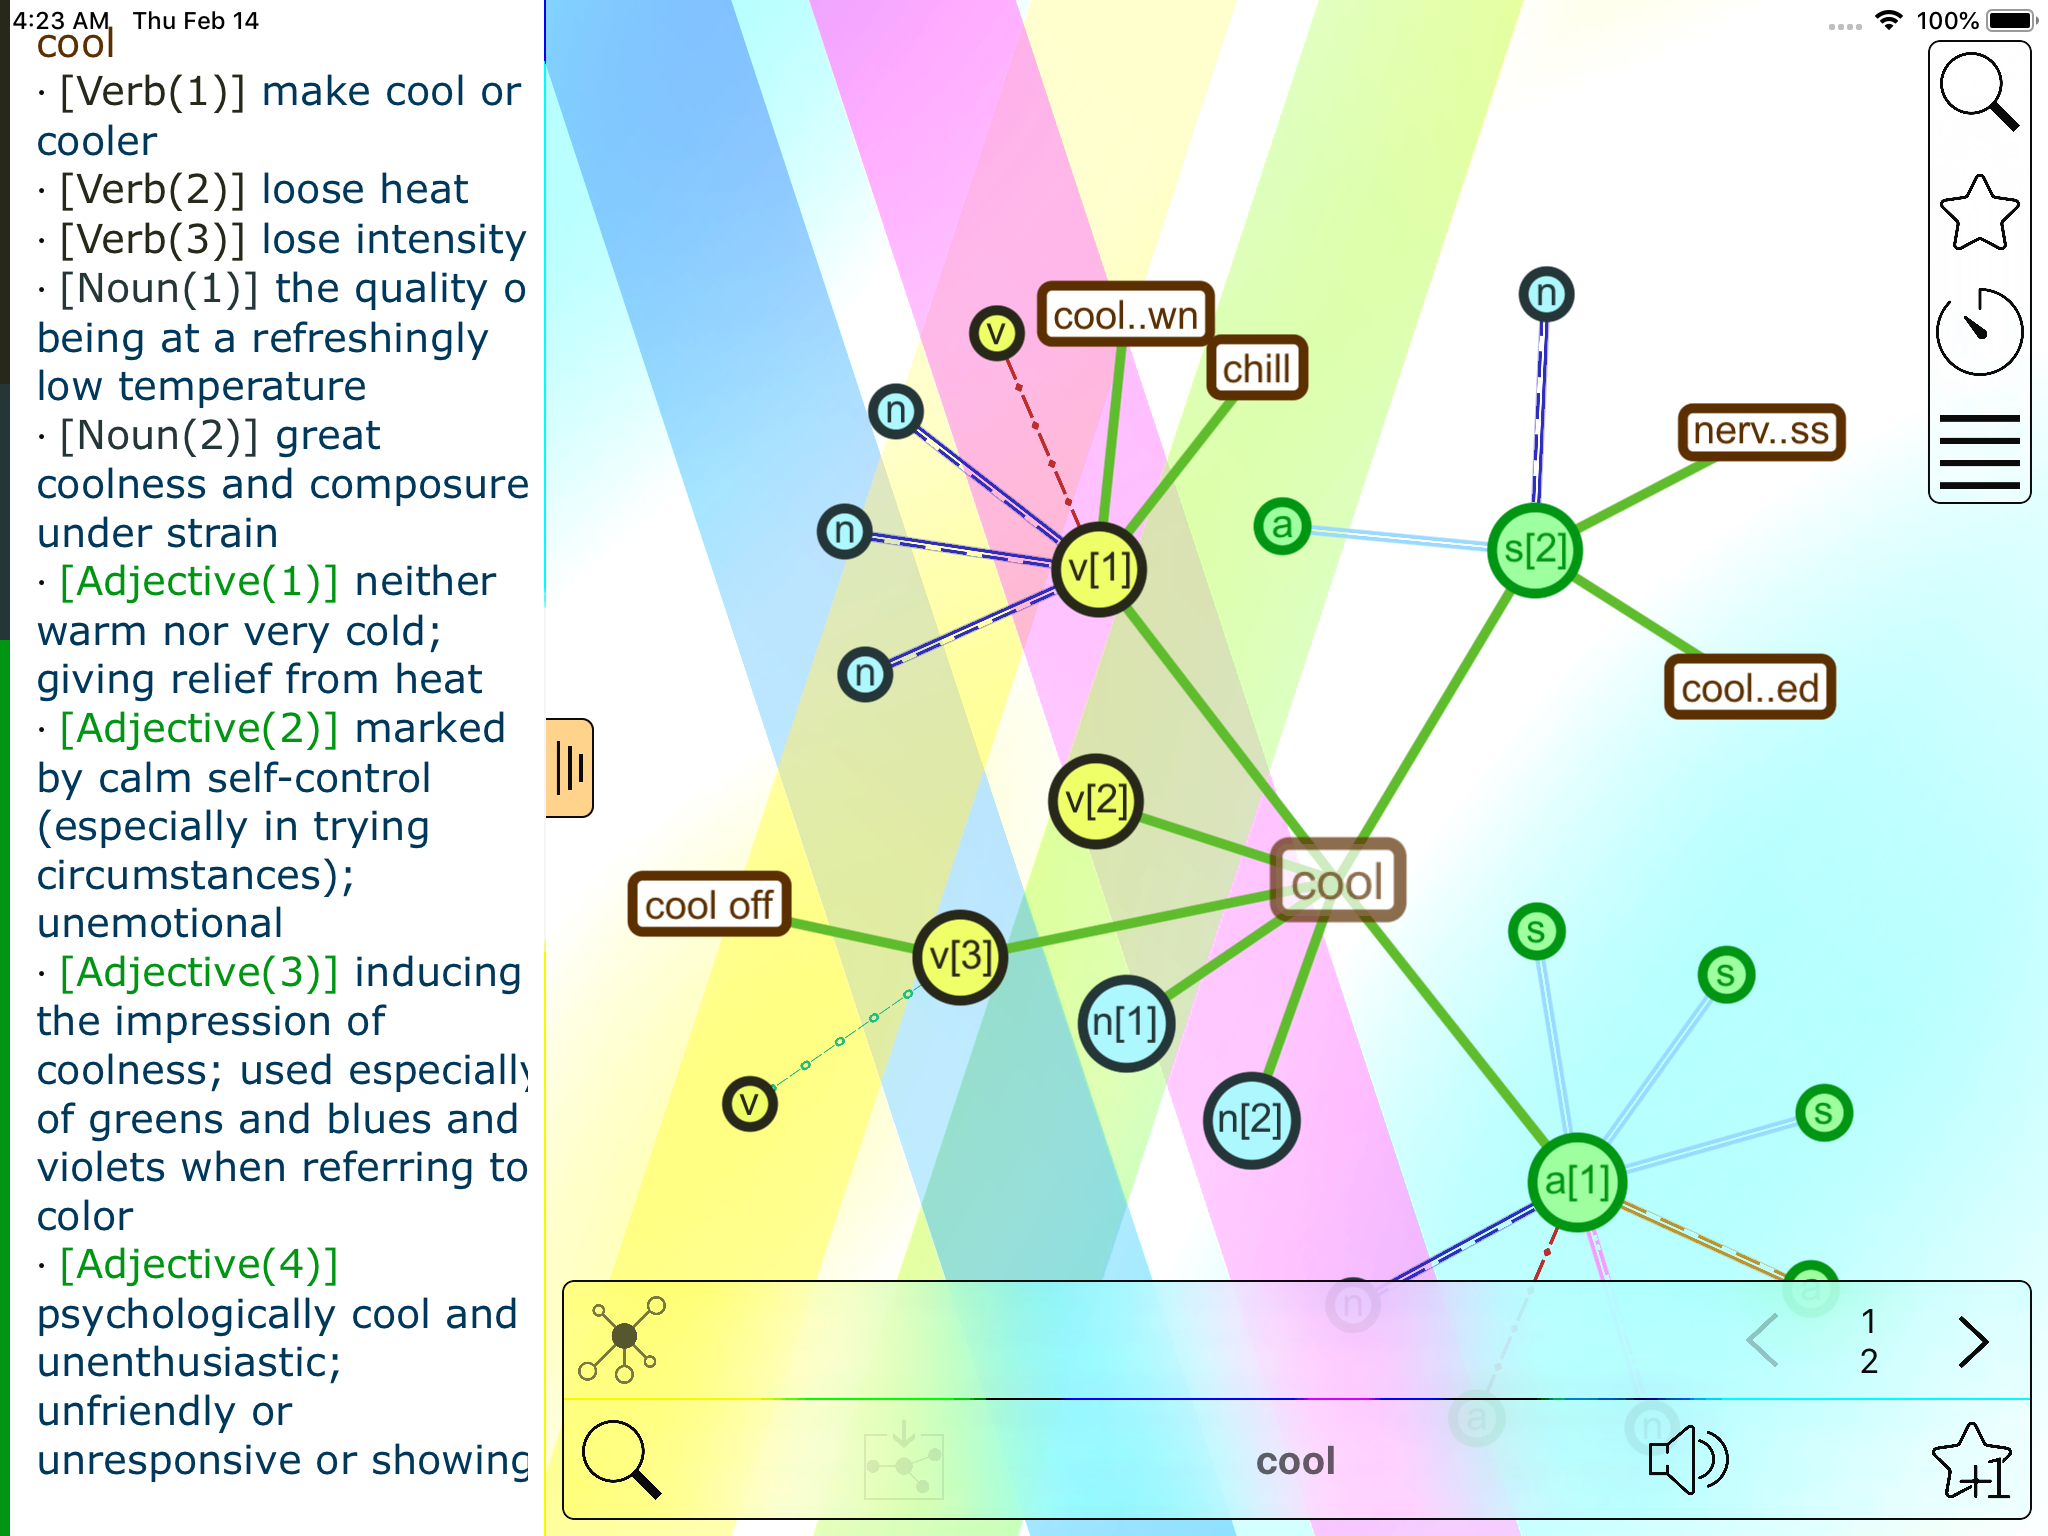 4:23 AM Thu Feb 14
100%
cool
· [Verb(1)] make cool or
cooler
· [Verb(2)] loose heat
· [Verb(3)] lose intensity
· [Noun(1)] the quality o
being at a refreshingly
low temperature
· [Noun(2)] great
coolness and composure
under strain
· [Adjective(1)] neither
warm nor very cold;
giving relief from heat
· [Adjective(2)] marked
by calm self-control
(especially in trying
circumstances);
unemotional
· [Adjective(3)] inducing
the impression of
coolness; used especially
of greens and blues and
violets when referring to
color
· [Adjective(4)]
psychologically cool and
unenthusiastic;
unfriendly or
unresponsive or showing
n
cool..wn
v
chill
n
nerv..ss
a
n
s[2]
v[1]
n
cool..ed
v[2]
cool
cool off
s
v[3]
s
n[1]
v
s
n[2]
a[1]
a
n
1
2
a
n
cool
+1